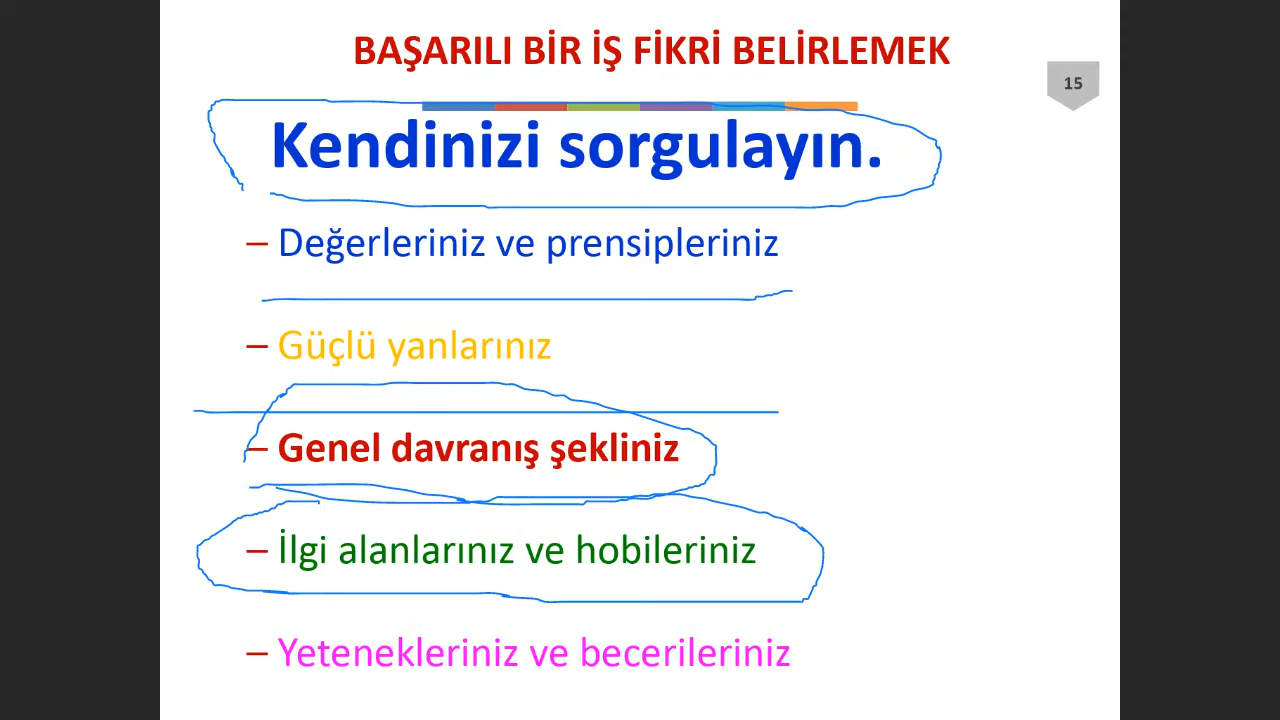 BAŞARILI BİR İŞ FİKRİ BELİRLEMEK
15
Kendinizi sorgulayın.
– Değerleriniz ve prensipleriniz
– Güçlü yanlarınız
– Genel davranış şekliniz
– İlgi alanlarınız ve hobileriniz
– Yetenekleriniz ve becerileriniz